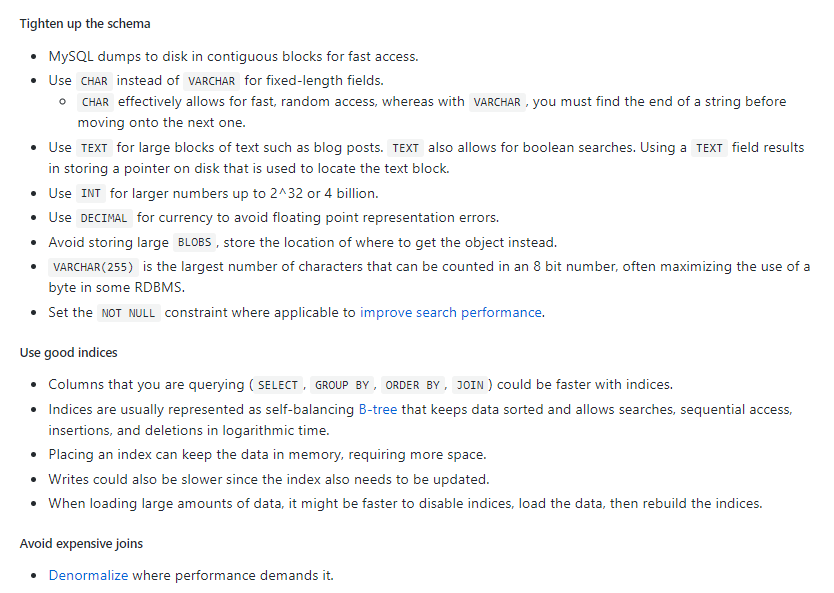 Tighten up the schema
• MySQL dumps to disk in contiguous blocks for fast access.
• Use CHAR instead of VARCHAR for fixed-length fields.
◦ CHAR effectively allows for fast, random access, whereas with VARCHAR , you must find the end of a string before
moving onto the next one.
• Use TEXT for large blocks of text such as blog posts. TEXT also allows for boolean searches. Using a TEXT field results
in storing a pointer on disk that is used to locate the text block.
• Use INT for larger numbers up to 2^32 or 4 billion.
• Use DECIMAL for currency to avoid floating point representation errors.
• Avoid storing large BLOBS , store the location of where to get the object instead.
• VARCHAR(255) is the largest number of characters that can be counted in an 8 bit number, often maximizing the use of a
byte in some RDBMS.
• Set the NOT NULL constraint where applicable to improve search performance.
Use good indices
• Columns that you are querying ( SELECT , GROUP BY , ORDER BY , JOIN ) could be faster with indices.
• Indices are usually represented as self-balancing B-tree that keeps data sorted and allows searches, sequential access,
insertions, and deletions in logarithmic time.
• Placing an index can keep the data in memory, requiring more space.
• Writes could also be slower since the index also needs to be updated.
• When loading large amounts of data, it might be faster to disable indices, load the data, then rebuild the indices.
Avoid expensive joins
• Denormalize where performance demands it.